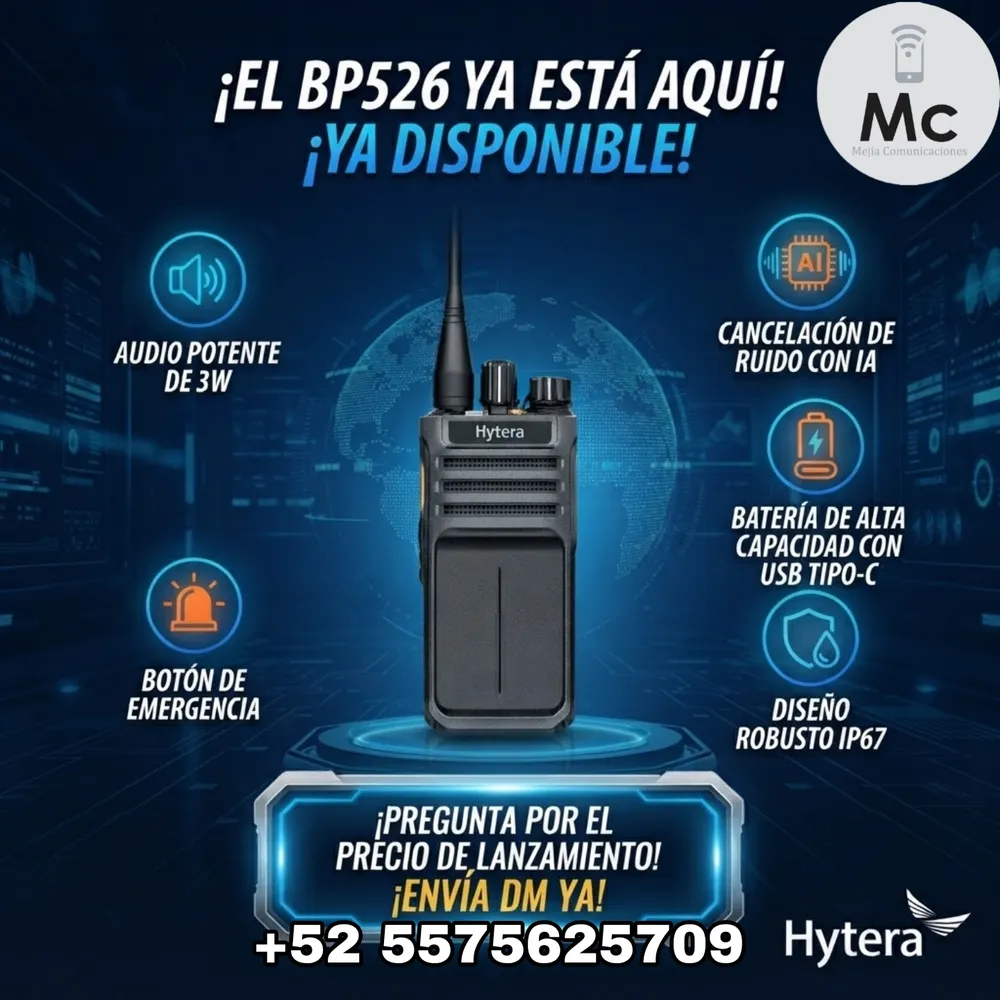 ¡EL BP526 YA ESTÁ AQUÍ!
¡YA DISPONIBLE!
Mc
Mejía Comunicaciones
AUDIO POTENTE
DE 3W
AI
CANCELACIÓN DE
RUIDO CON IA
Hytera
BATERÍA DE ALTA
CAPACIDAD CON
USB TIPO-C
BOTÓN DE
EMERGENCIA
DISEÑO
ROBUSTO IP67
¡PREGUNTA POR EL
PRECIO DE LANZAMIENTO!
¡ENVÍA DM YA!
+52 5575625709
Hytera